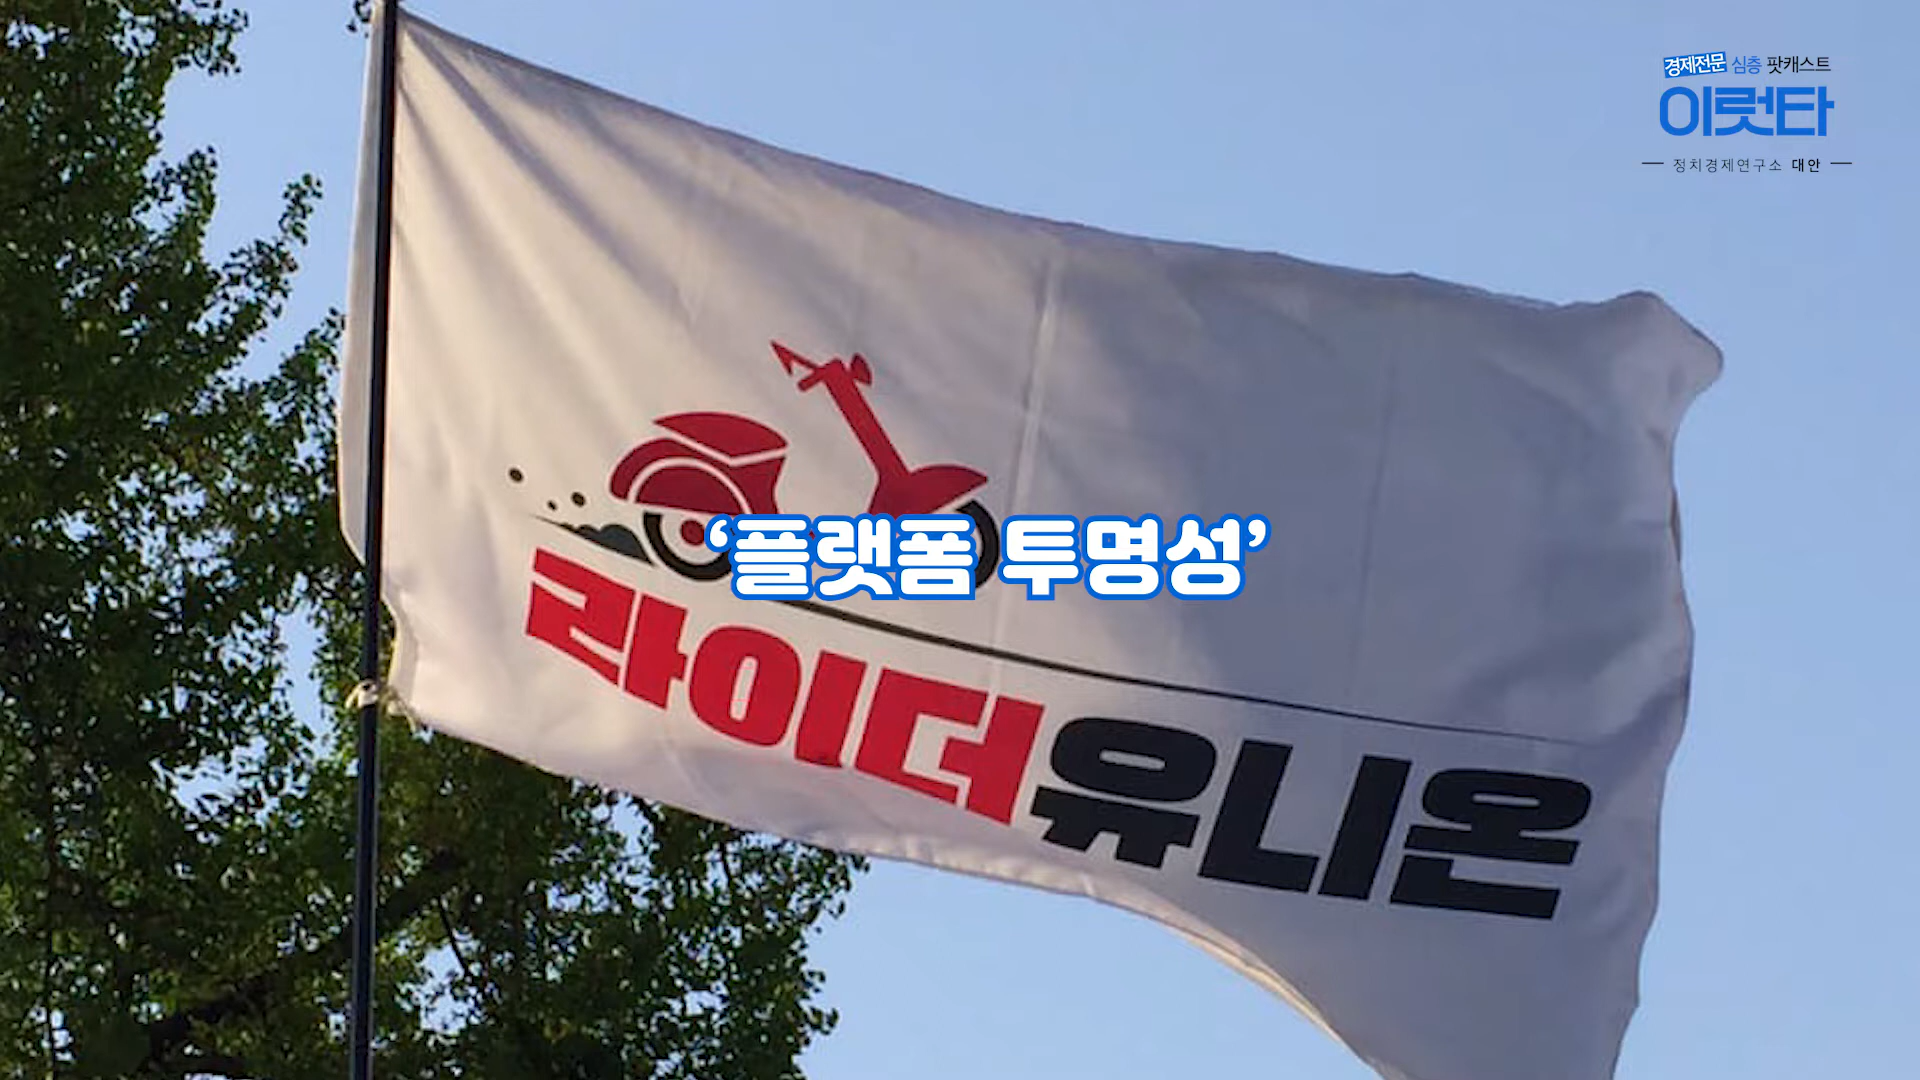 경제전문 심층 팟캐스트
이럿타
정치경제연구소 대안
‘플랫폼 투명성’
라이더유니온